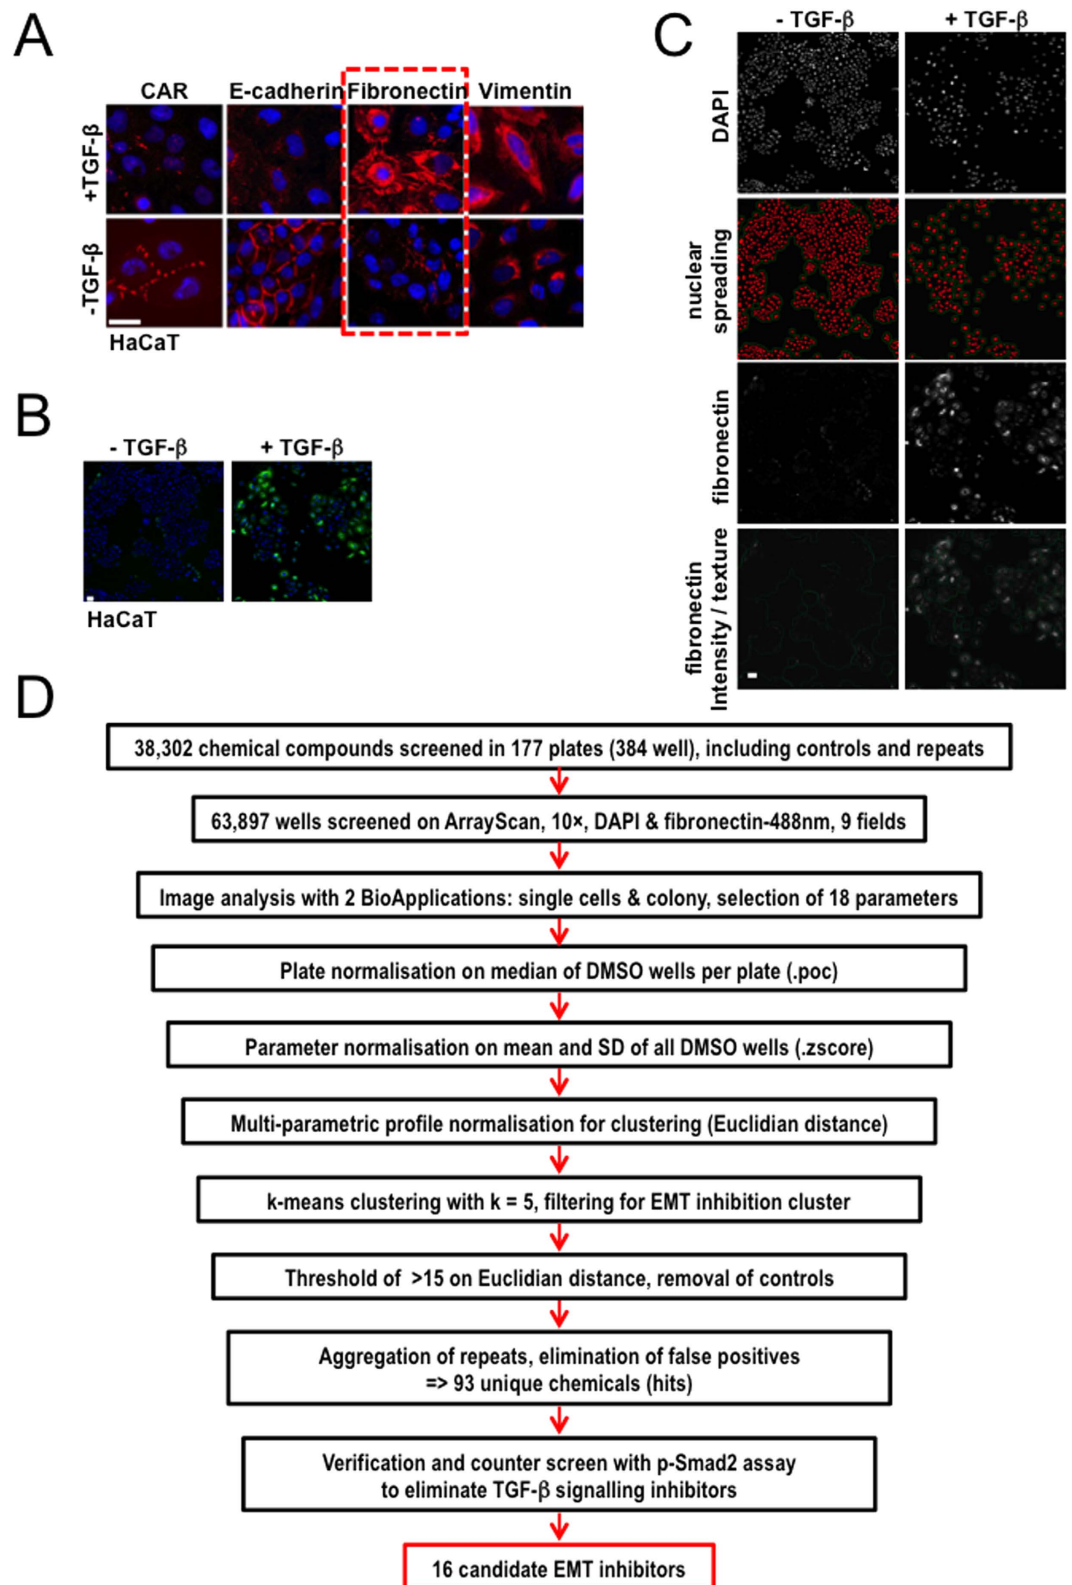 A
CAR
E-cadherin
Fibronectin
Vimentin
+TGF-β
-TGF-β
HaCaT
B
- TGF-β
+ TGF-β
HaCaT
C
- TGF-β
+ TGF-β
DAPI
nuclear
spreading
fibronectin
fibronectin
Intensity / texture
D
38,302 chemical compounds screened in 177 plates (384 well), including controls and repeats
63,897 wells screened on ArrayScan, 10×, DAPI & fibronectin-488nm, 9 fields
Image analysis with 2 BioApplications: single cells & colony, selection of 18 parameters
Plate normalisation on median of DMSO wells per plate (.poc)
Parameter normalisation on mean and SD of all DMSO wells (.zscore)
Multi-parametric profile normalisation for clustering (Euclidian distance)
k-means clustering with k = 5, filtering for EMT inhibition cluster
Threshold of >15 on Euclidian distance, removal of controls
Aggregation of repeats, elimination of false positives
=> 93 unique chemicals (hits)
Verification and counter screen with p-Smad2 assay
to eliminate TGF-β signalling inhibitors
16 candidate EMT inhibitors